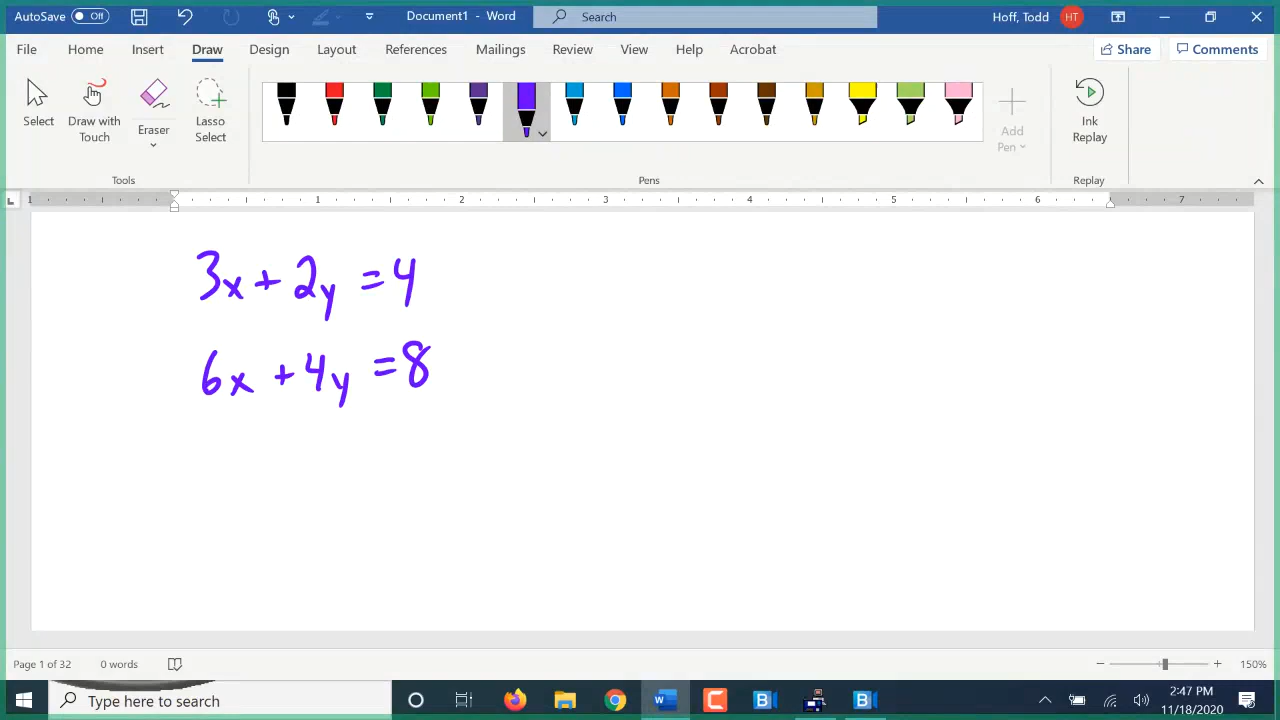 AutoSave Off Document1 - Word Search Hoff, Todd HT
File Home Insert Draw Design Layout References Mailings Review View Help Acrobat Share Comments
Select Draw with Touch Eraser Lasso Select Add Pen Ink Replay
Tools Pens Replay
1 1 2 3 4 5 6 7
3x + 2y = 4
6x + 4y = 8
Page 1 of 32 0 words 150%
Type here to search 2:47 PM
11/18/2020